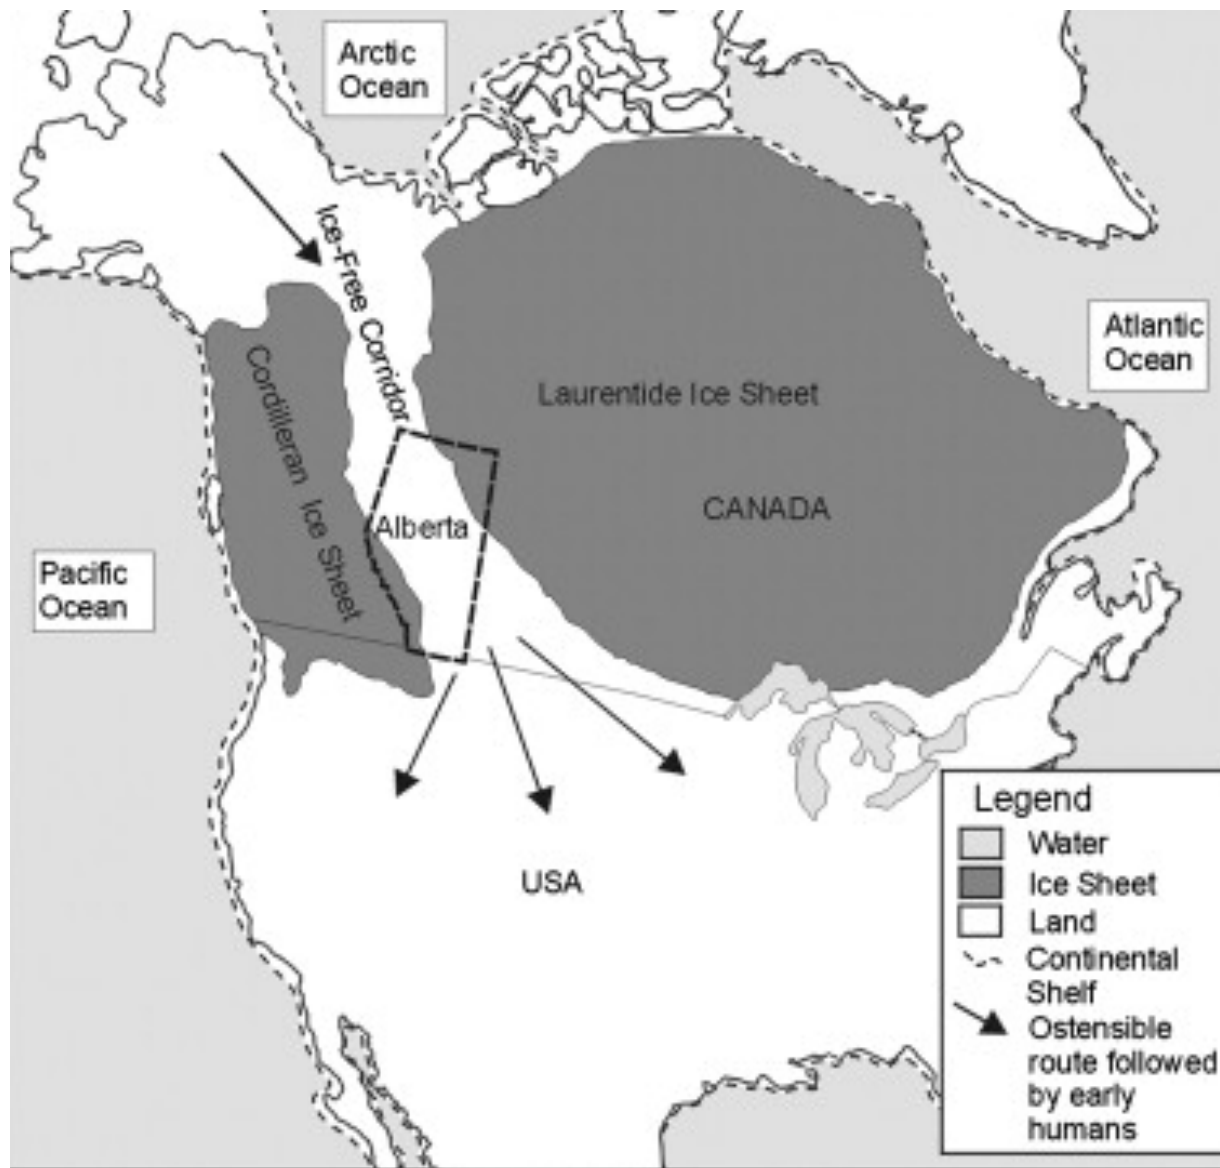 Arctic
Ocean
Ice-Free Corridor
Atlantic
Ocean
Cordilleran Ice Sheet
Laurentide Ice Sheet
CANADA
Alberta
Pacific
Ocean
USA
Legend
Water
Ice Sheet
Land
Continental
Shelf
Ostensible
route followed
by early
humans